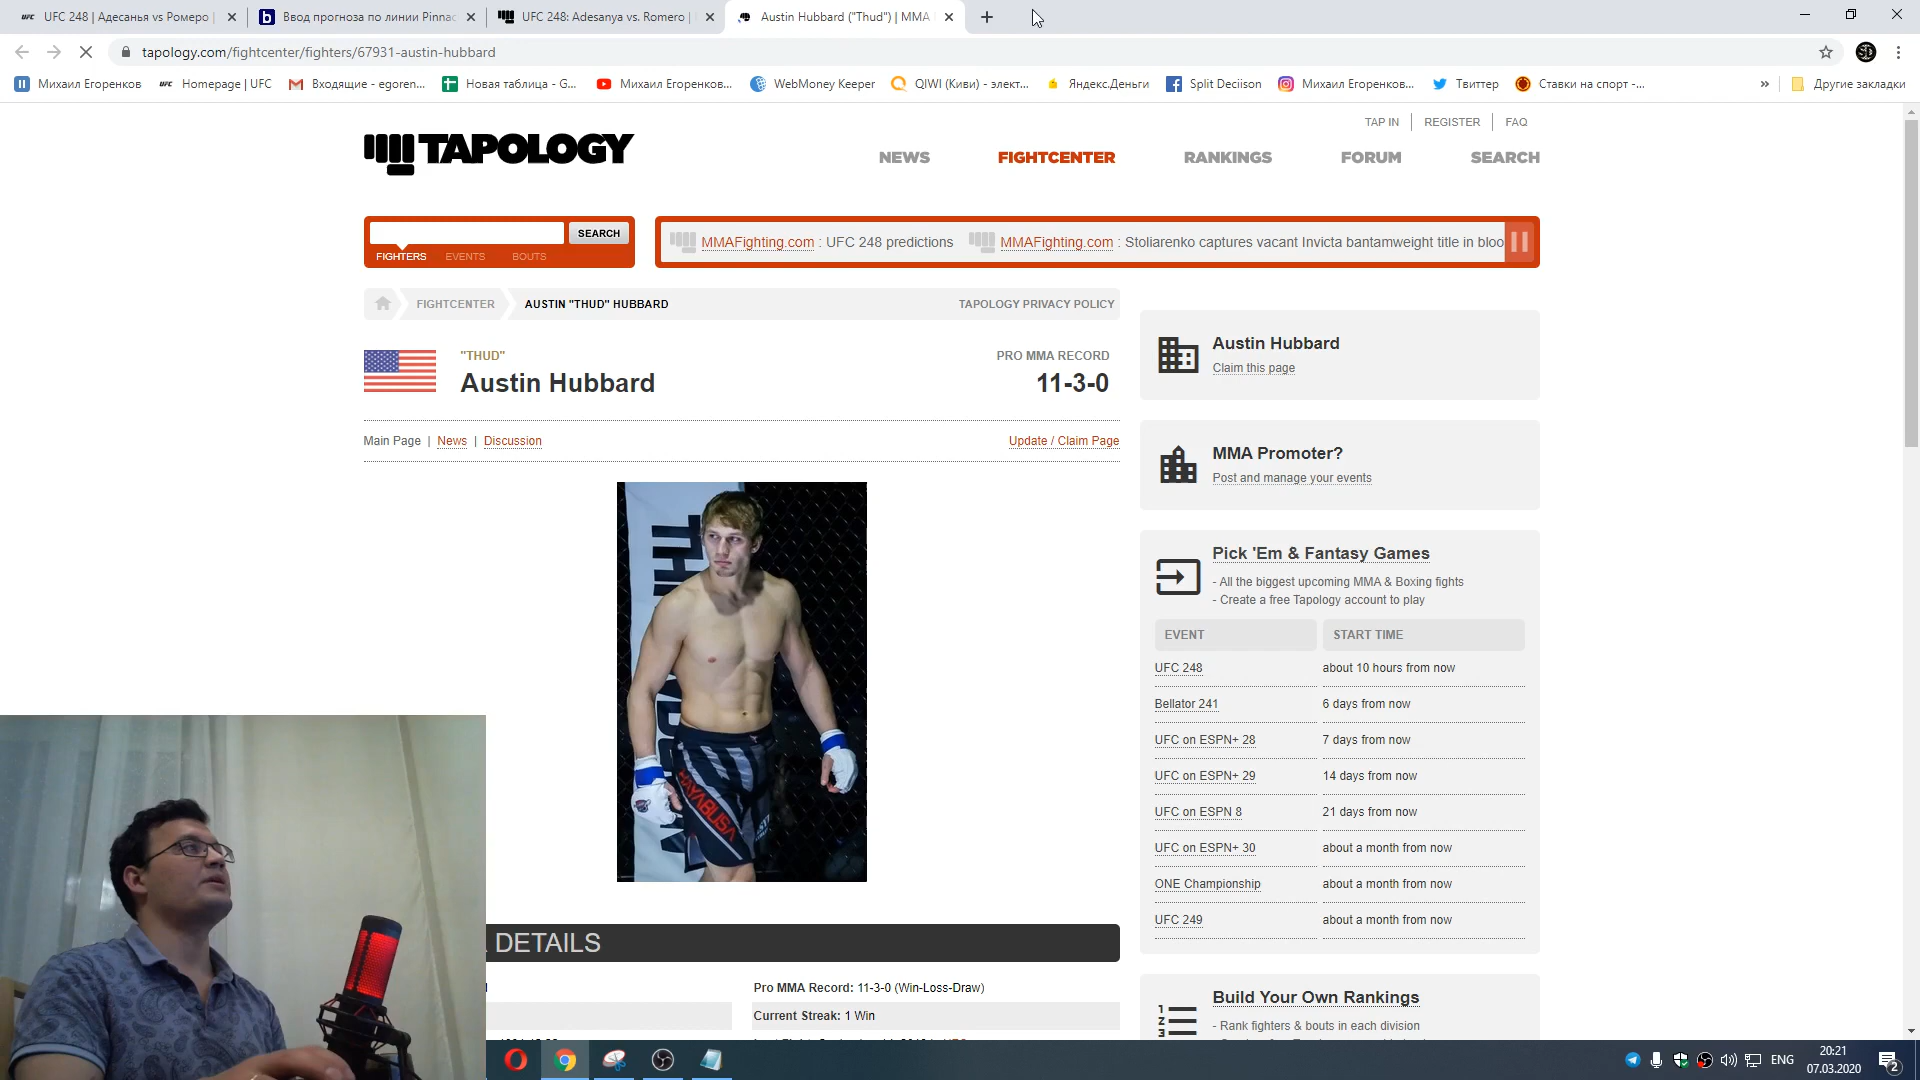 UFC 248 | Адесанья vs Ромеро |
Ввод прогноза по линии Pinnac
UFC 248: Adesanya vs. Romero |
Austin Hubbard ("Thud") | MMA
tapology.com/fightcenter/fighters/67931-austin-hubbard
Михаил Егоренков
Homepage | UFC
Входящие - egoren...
Новая таблица - G...
Михаил Егоренков...
WebMoney Keeper
QIWI (Киви) - элект...
Яндекс.Деньги
Split Deciison
Михаил Егоренков...
Твиттер
Ставки на спорт -...
»
Другие закладки
TAP IN
REGISTER
FAQ
TAPOLOGY
NEWS
FIGHTCENTER
RANKINGS
FORUM
SEARCH
SEARCH
FIGHTERS
EVENTS
BOUTS
MMAFighting.com : UFC 248 predictions
MMAFighting.com : Stoliarenko captures vacant Invicta bantamweight title in bloo
FIGHTCENTER
AUSTIN "THUD" HUBBARD
TAPOLOGY PRIVACY POLICY
"THUD"
Austin Hubbard
PRO MMA RECORD
11-3-0
Main Page | News | Discussion
Update / Claim Page
HAYABUSA
DETAILS
Pro MMA Record: 11-3-0 (Win-Loss-Draw)
Current Streak: 1 Win
Austin Hubbard
Claim this page
MMA Promoter?
Post and manage your events
Pick 'Em & Fantasy Games
- All the biggest upcoming MMA & Boxing fights
- Create a free Tapology account to play
EVENT
START TIME
UFC 248
about 10 hours from now
Bellator 241
6 days from now
UFC on ESPN+ 28
7 days from now
UFC on ESPN+ 29
14 days from now
UFC on ESPN 8
21 days from now
UFC on ESPN+ 30
about a month from now
ONE Championship
about a month from now
UFC 249
about a month from now
Build Your Own Rankings
- Rank fighters & bouts in each division
ENG
20:21
07.03.2020
2